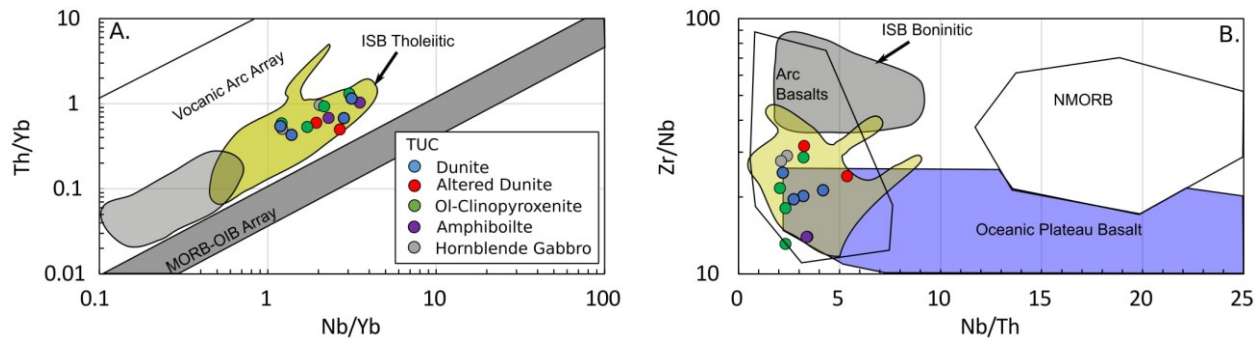 A.
10
1
0.1
0.01
Th/Yb
0.1
1
10
100
Nb/Yb
Vocanic Arc Array
ISB Tholeiitic
MORB-OIB Array
TUC
Dunite
Altered Dunite
Ol-Clinopyroxenite
Amphiboilte
Hornblende Gabbro
B.
100
10
Zr/Nb
0
5
10
15
20
25
Nb/Th
ISB Boninitic
Arc
Basalts
NMORB
Oceanic Plateau Basalt